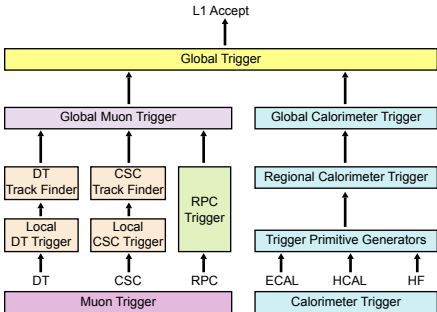 L1 Accept
Global Trigger
Global Muon Trigger
Global Calorimeter Trigger
DT
Track Finder
CSC
Track Finder
RPC
Trigger
Regional Calorimeter Trigger
Local
DT Trigger
Local
CSC Trigger
Trigger Primitive Generators
DT
CSC
RPC
ECAL
HCAL
HF
Muon Trigger
Calorimeter Trigger